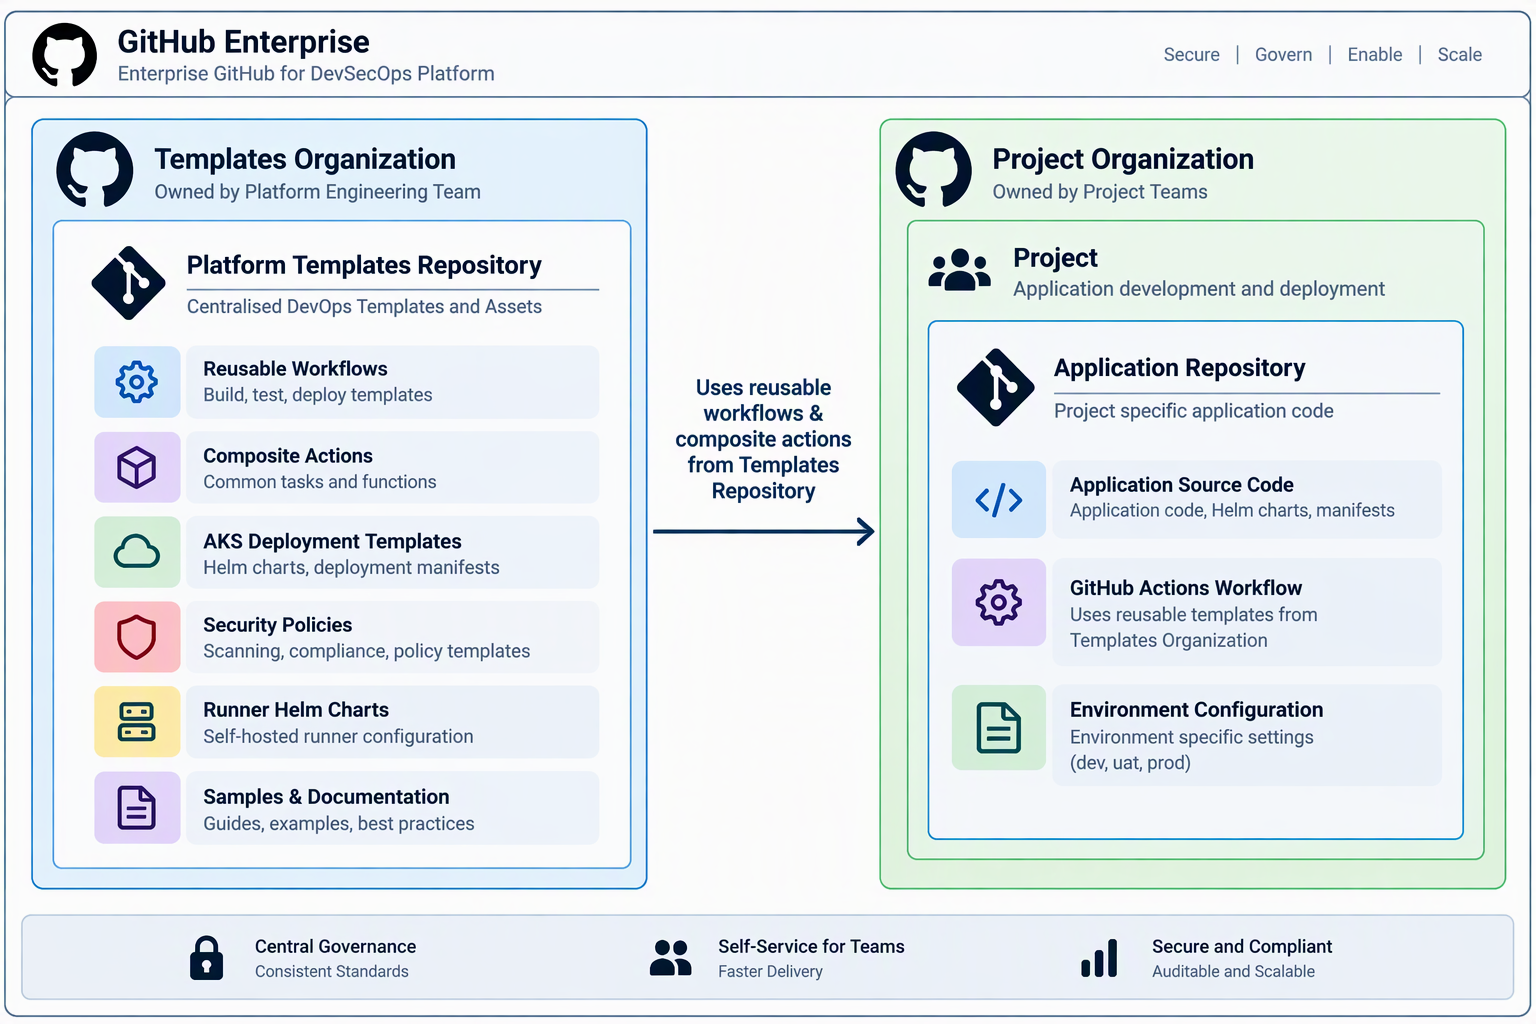 GitHub Enterprise
Enterprise GitHub for DevSecOps Platform
Secure | Govern | Enable | Scale
Templates Organization
Owned by Platform Engineering Team
Platform Templates Repository
Centralised DevOps Templates and Assets
Reusable Workflows
Build, test, deploy templates
Composite Actions
Common tasks and functions
AKS Deployment Templates
Helm charts, deployment manifests
Security Policies
Scanning, compliance, policy templates
Runner Helm Charts
Self-hosted runner configuration
Samples & Documentation
Guides, examples, best practices
Uses reusable
workflows &
composite actions
from Templates
Repository
Project Organization
Owned by Project Teams
Project
Application development and deployment
Application Repository
Project specific application code
Application Source Code
Application code, Helm charts, manifests
GitHub Actions Workflow
Uses reusable templates from
Templates Organization
Environment Configuration
Environment specific settings
(dev, uat, prod)
Central Governance
Consistent Standards
Self-Service for Teams
Faster Delivery
Secure and Compliant
Auditable and Scalable